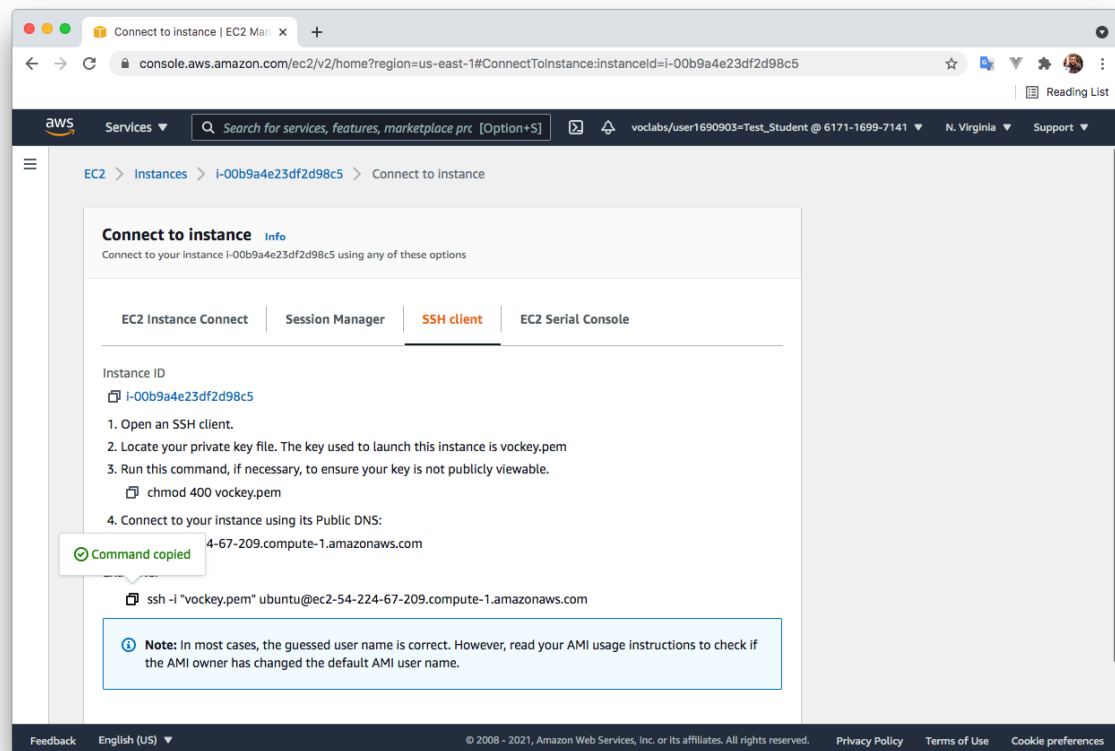 Connect to instance | EC2 Man
console.aws.amazon.com/ec2/v2/home?region=us-east-1#ConnectToInstance:instanceId=i-00b9a4e23df2d98c5
Reading List
aws Services Search for services, features, marketplace prc [Option+S] voclabs/user1690903=Test_Student @ 6171-1699-7141 N. Virginia Support
EC2 > Instances > i-00b9a4e23df2d98c5 > Connect to instance
Connect to instance Info
Connect to your instance i-00b9a4e23df2d98c5 using any of these options
EC2 Instance Connect Session Manager SSH client EC2 Serial Console
Instance ID
i-00b9a4e23df2d98c5
1. Open an SSH client.
2. Locate your private key file. The key used to launch this instance is vockey.pem
3. Run this command, if necessary, to ensure your key is not publicly viewable.
chmod 400 vockey.pem
4. Connect to your instance using its Public DNS:
4-67-209.compute-1.amazonaws.com
Command copied
ssh -i "vockey.pem" ubuntu@ec2-54-224-67-209.compute-1.amazonaws.com
Note: In most cases, the guessed user name is correct. However, read your AMI usage instructions to check if
the AMI owner has changed the default AMI user name.
Feedback English (US) © 2008 - 2021, Amazon Web Services, Inc. or its affiliates. All rights reserved. Privacy Policy Terms of Use Cookie preferences